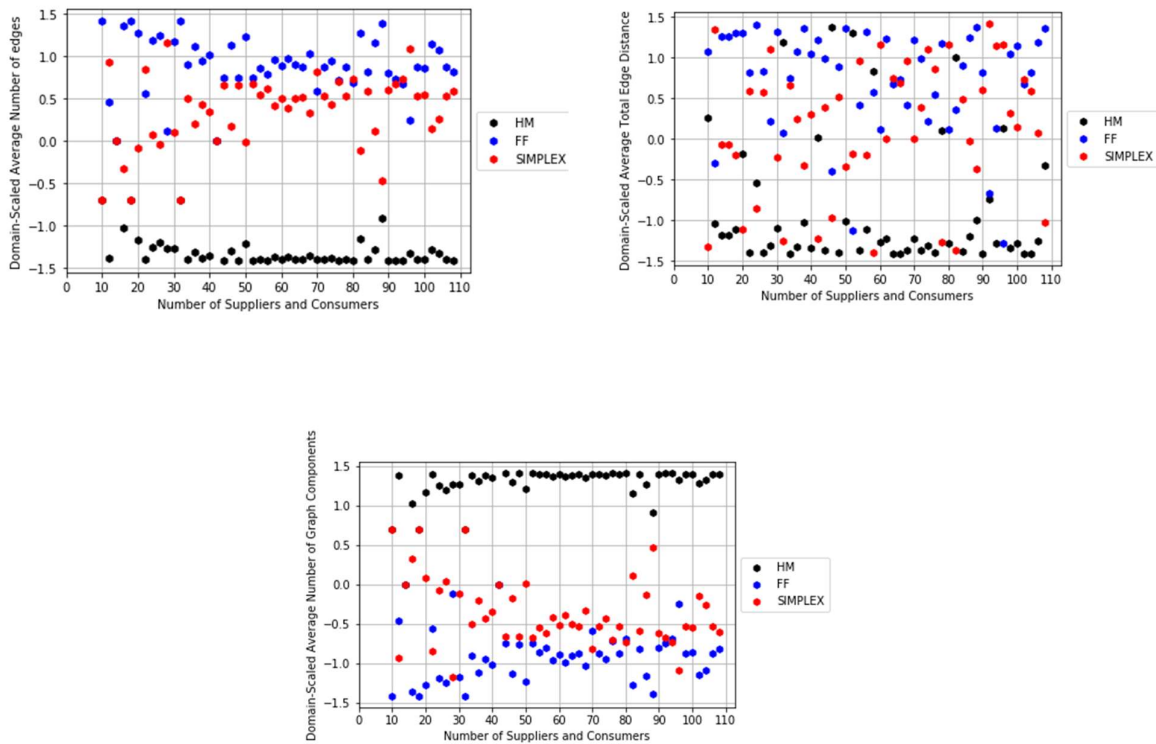 Domain-Scaled Average Number of edges
1.5
1.0
0.5
0.0
−0.5
−1.0
−1.5
0 10 20 30 40 50 60 70 80 90 100 110
Number of Suppliers and Consumers
HM
FF
SIMPLEX
Domain-Scaled Average Total Edge Distance
1.5
1.0
0.5
0.0
−0.5
−1.0
−1.5
0 10 20 30 40 50 60 70 80 90 100 110
Number of Suppliers and Consumers
HM
FF
SIMPLEX
Domain-Scaled Average Number of Graph Components
1.5
1.0
0.5
0.0
−0.5
−1.0
−1.5
0 10 20 30 40 50 60 70 80 90 100 110
Number of Suppliers and Consumers
HM
FF
SIMPLEX